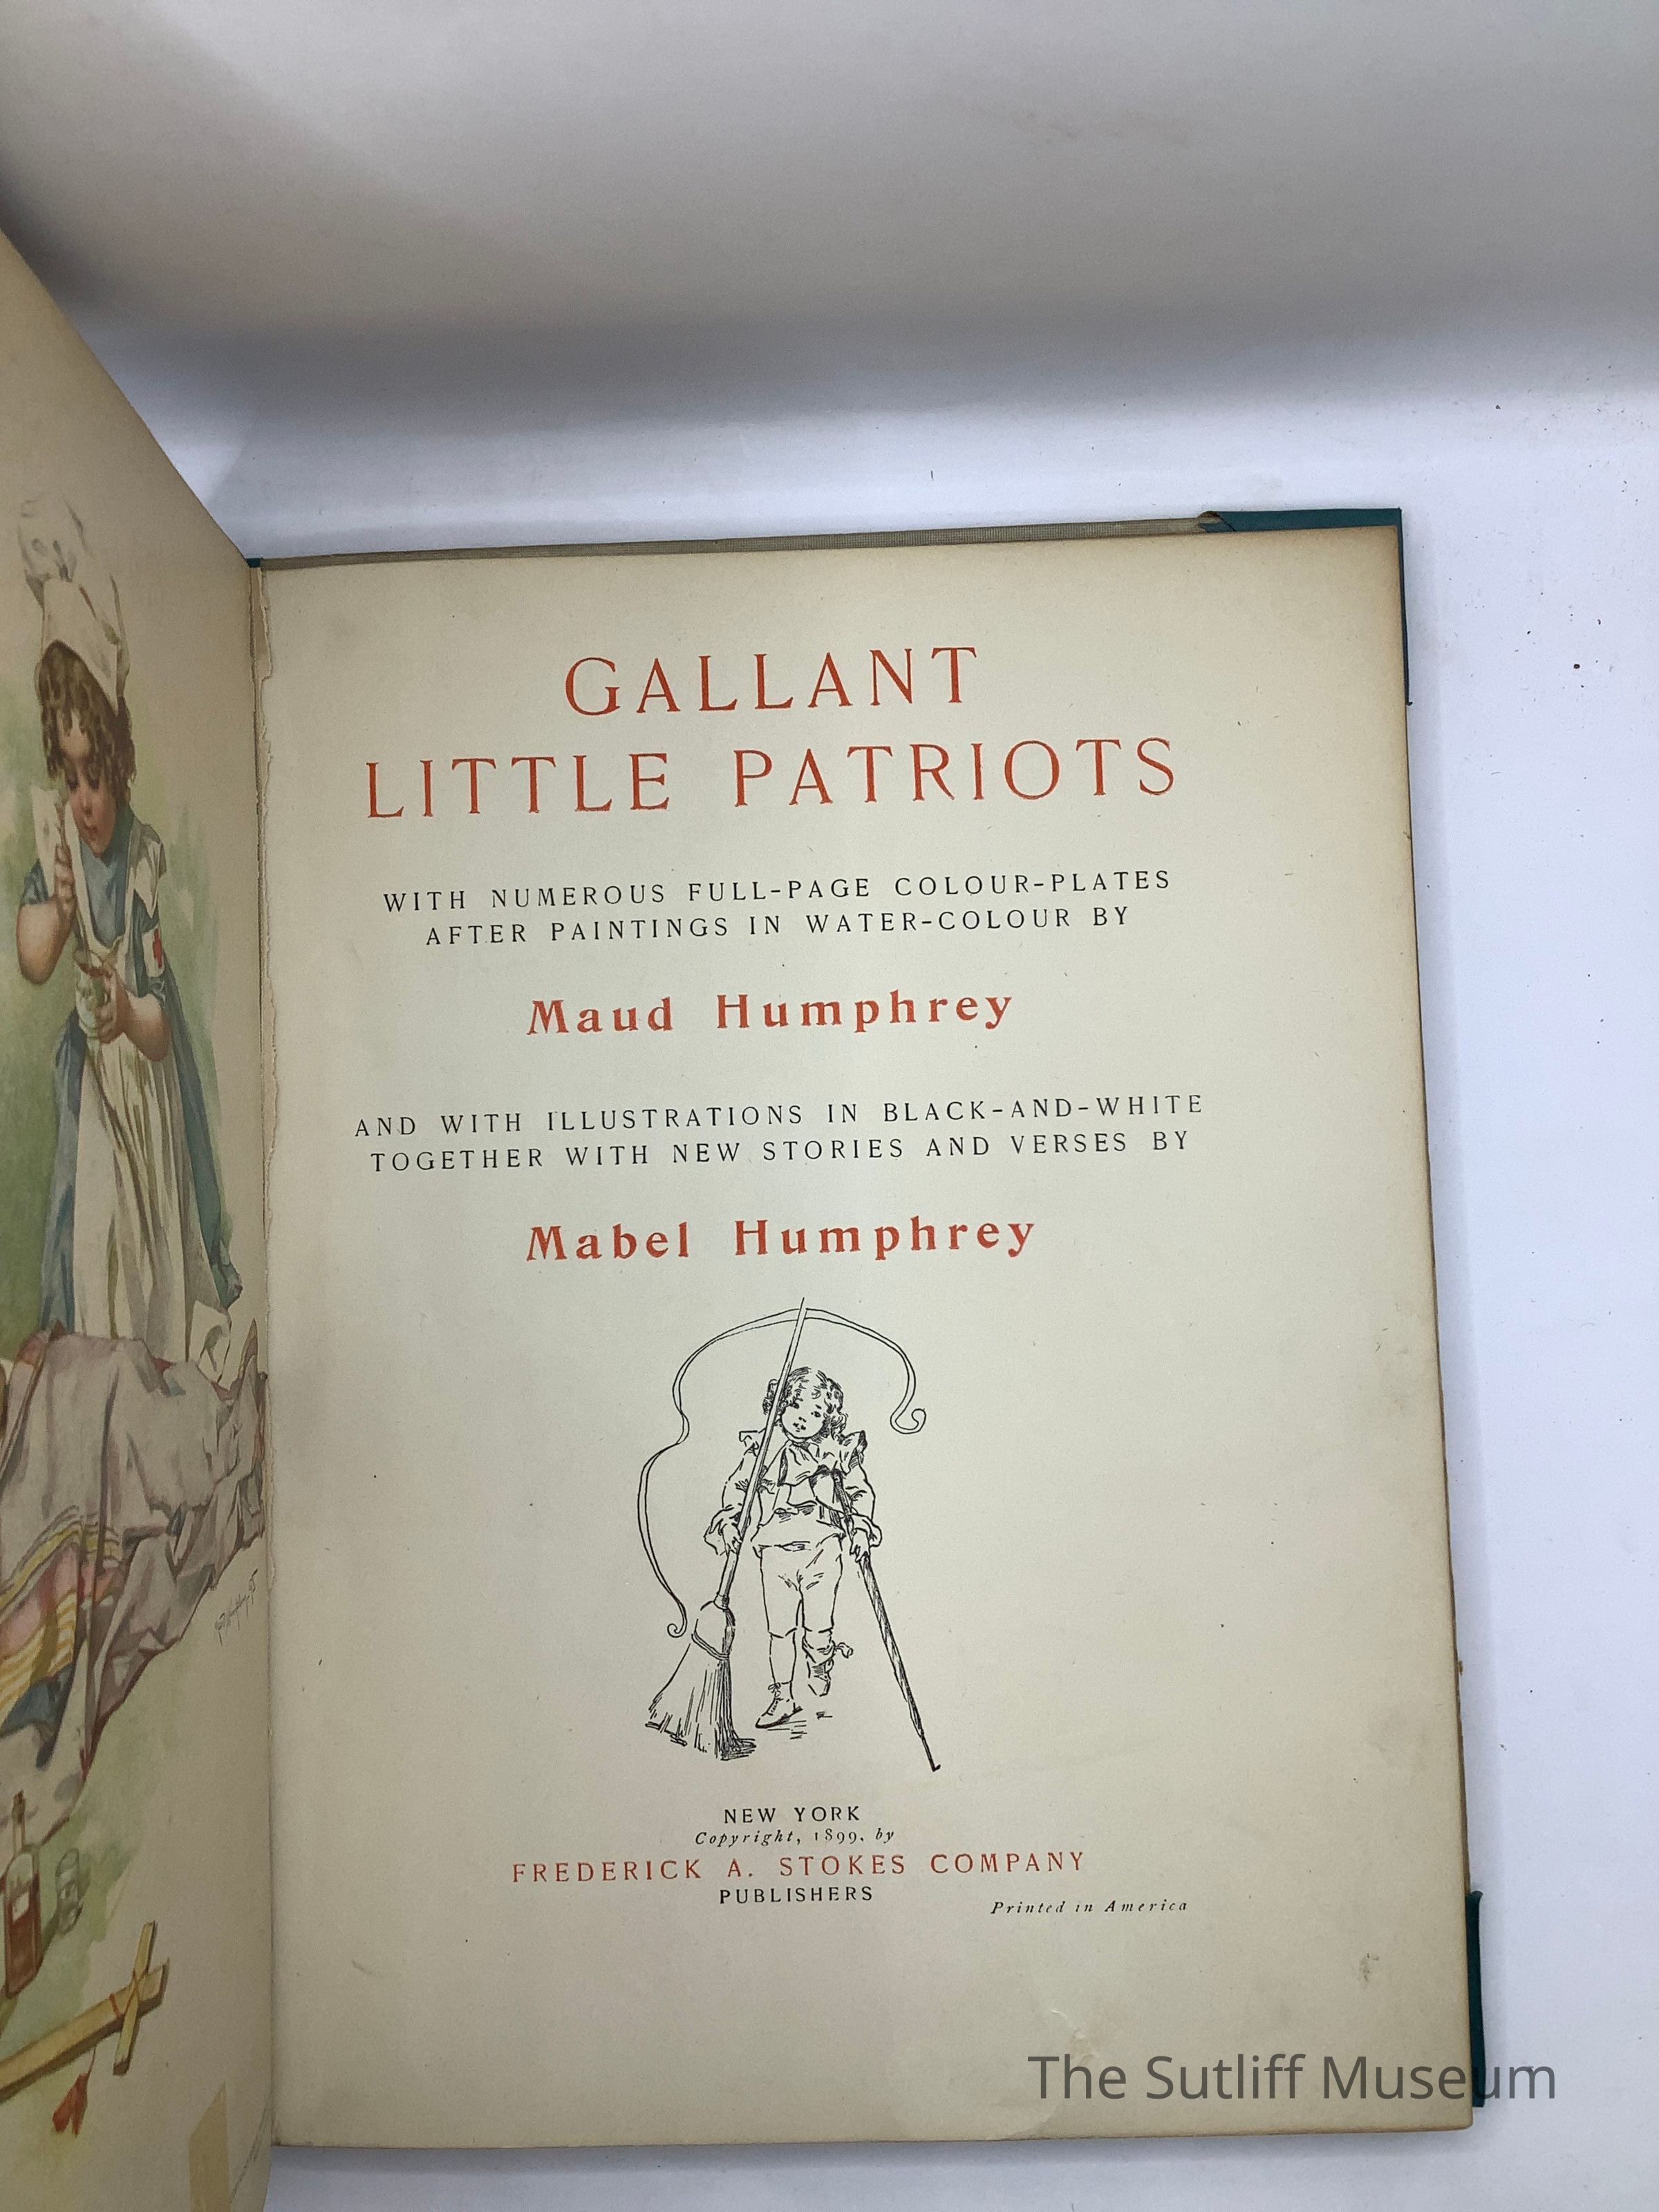 GALLANT
LITTLE PATRIOTS
WITH NUMEROUS FULL-PAGE COLOUR-PLATES
AFTER PAINTINGS IN WATER-COLOUR BY
Maud Humphrey
AND WITH ILLUSTRATIONS IN BLACK-AND-WHITE
TOGETHER WITH NEW STORIES AND VERSES BY
Mabel Humphrey
NEW YORK
Copyright, 1899, by
FREDERICK A. STOKES COMPANY
PUBLISHERS
Printed in America
The Sutliff Museum